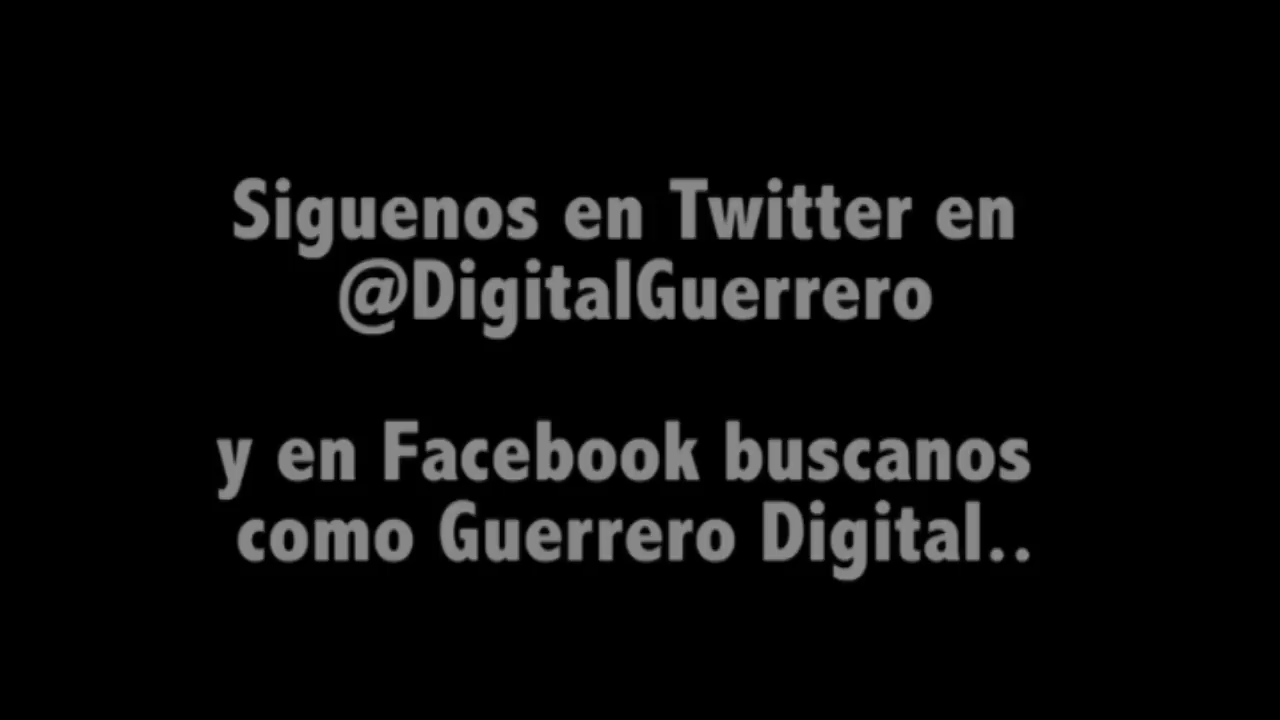 Siguenos en Twitter en
@DigitalGuerrero
y en Facebook buscanos
como Guerrero Digital..